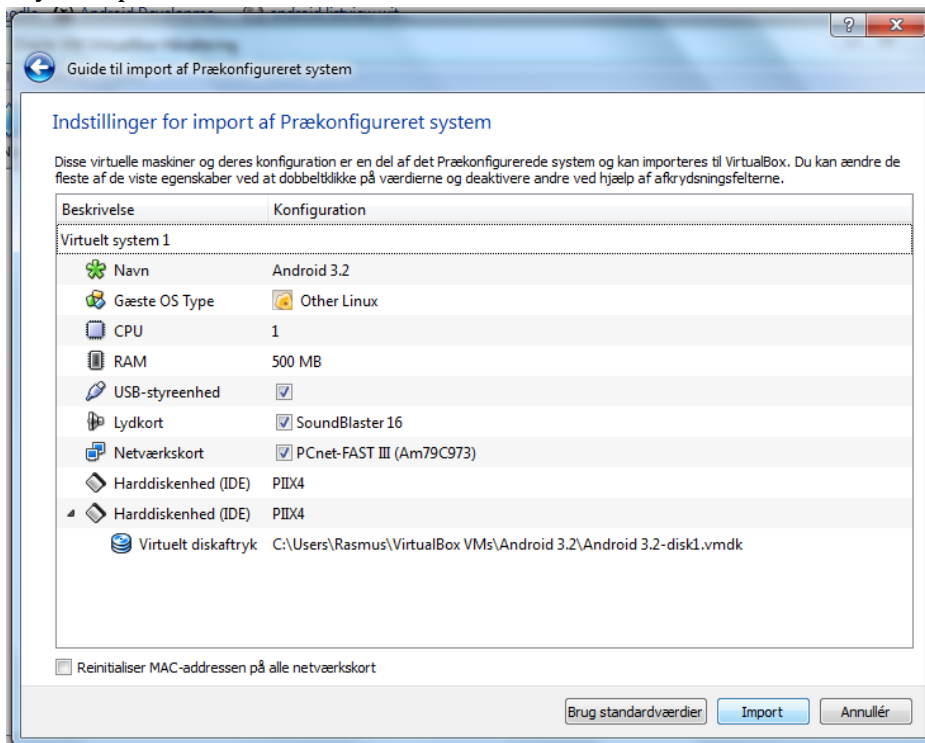 Guide til import af Prækonfigureret system
Indstillinger for import af Prækonfigureret system
Disse virtuelle maskiner og deres konfiguration er en del af det Prækonfigurerede system og kan importeres til VirtualBox. Du kan ændre de
fleste af de viste egenskaber ved at dobbeltklikke på værdierne og deaktivere andre ved hjælp af afkrydsningsfelterne.
Beskrivelse Konfiguration
Virtuelt system 1
Navn Android 3.2
Gæste OS Type Other Linux
CPU 1
RAM 500 MB
USB-styreenhed
Lydkort SoundBlaster 16
Netværkskort PCnet-FAST III (Am79C973)
Harddiskenhed (IDE) PIIX4
Harddiskenhed (IDE) PIIX4
Virtuelt diskaftryk C:\Users\Rasmus\VirtualBox VMs\Android 3.2\Android 3.2-disk1.vmdk
Reinitialiser MAC-addressen på alle netværkskort
Brug standardværdier Import Annullér